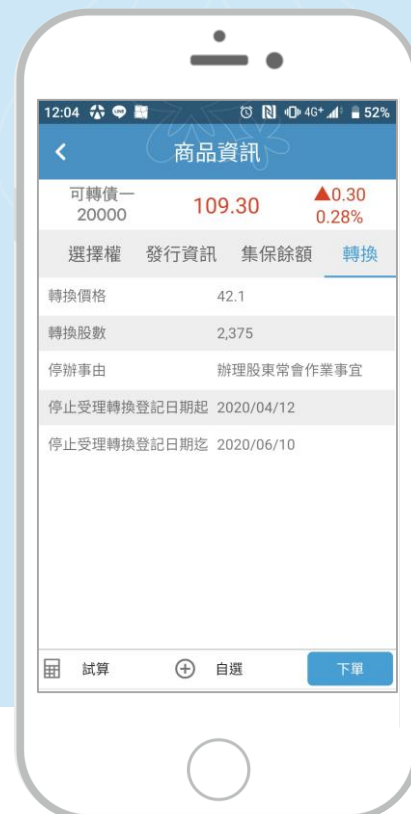 12:04 4G+ 52%
商品資訊
可轉債一 109.30 ▲0.30
20000 0.28%
選擇權 發行資訊 集保餘額 轉換
轉換價格 42.1
轉換股數 2,375
停辦事由 辦理股東常會作業事宜
停止受理轉換登記日期起 2020/04/12
停止受理轉換登記日期迄 2020/06/10
試算 自選 下單